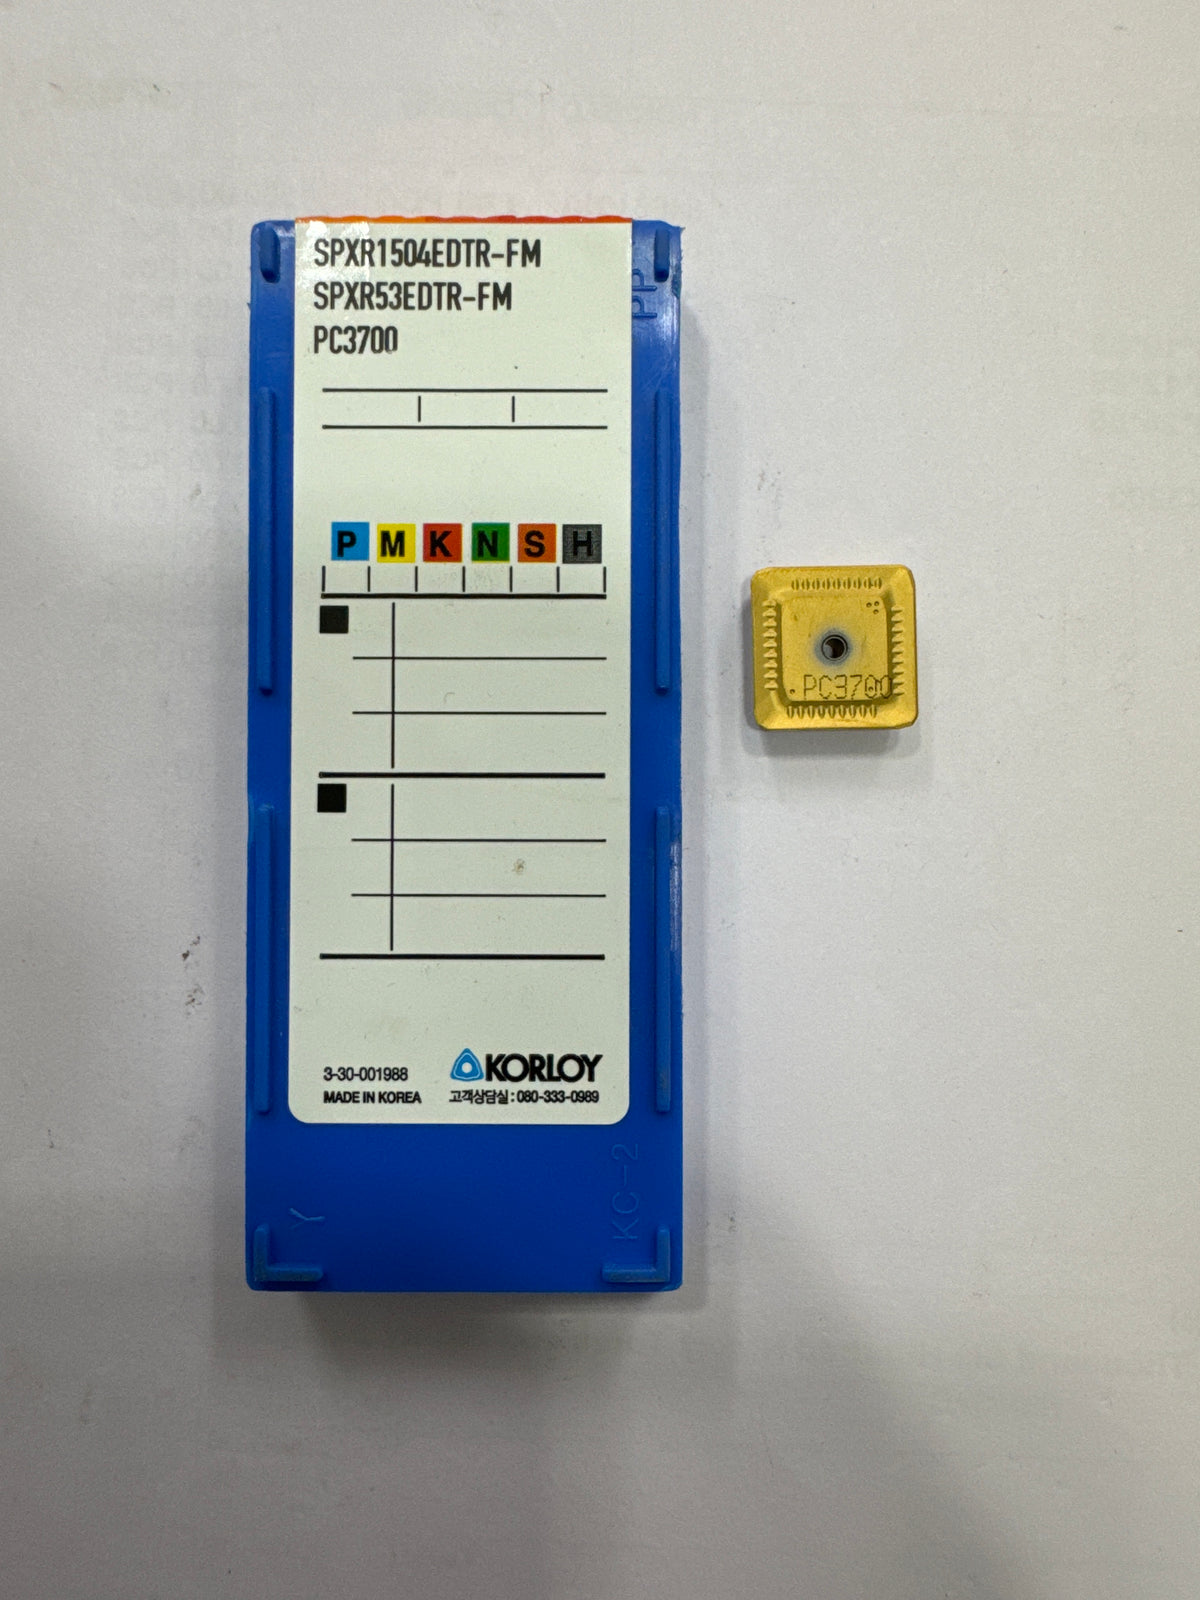 SPXR1504EDTR-FM
SPXR53EDTR-FM
PC3700
PP
P M K N S H
PC3700
3-30-001988
KORLOY
MADE IN KOREA
고객상담실 : 080-333-0989
Y
KC-2